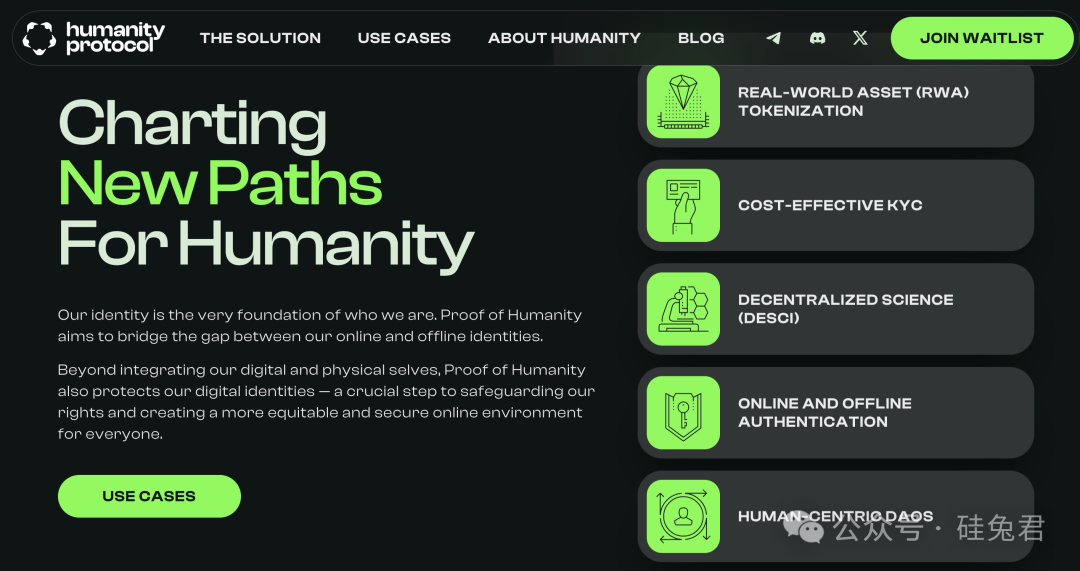 humanity
protocol
THE SOLUTION
USE CASES
ABOUT HUMANITY
BLOG
JOIN WAITLIST
Charting
New Paths
For Humanity
Our identity is the very foundation of who we are. Proof of Humanity
aims to bridge the gap between our online and offline identities.
Beyond integrating our digital and physical selves, Proof of Humanity
also protects our digital identities — a crucial step to safeguarding our
rights and creating a more equitable and secure online environment
for everyone.
USE CASES
REAL-WORLD ASSET (RWA)
TOKENIZATION
COST-EFFECTIVE KYC
DECENTRALIZED SCIENCE
(DESCI)
ONLINE AND OFFLINE
AUTHENTICATION
HUMAN-CENTRIC DAOS
公众号 · 硅兔君